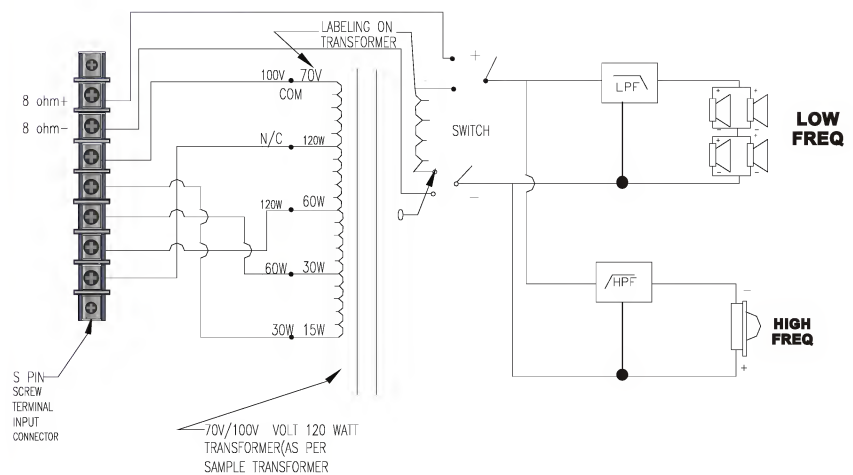 LABELING ON
TRANSFORMER
8 ohm+
8 ohm-
100V 70V
COM
N/C 120W
120W 60W
60W 30W
30W 15W
0
+
SWITCH
-
LPF
+ +
- -
+ +
- -
LOW
FREQ
HPF
-
HIGH
FREQ
+
S PIN
SCREW
TERMINAL
INPUT
CONNECTOR
70V/100V VOLT 120 WATT
TRANSFORMER(AS PER
SAMPLE TRANSFORMER